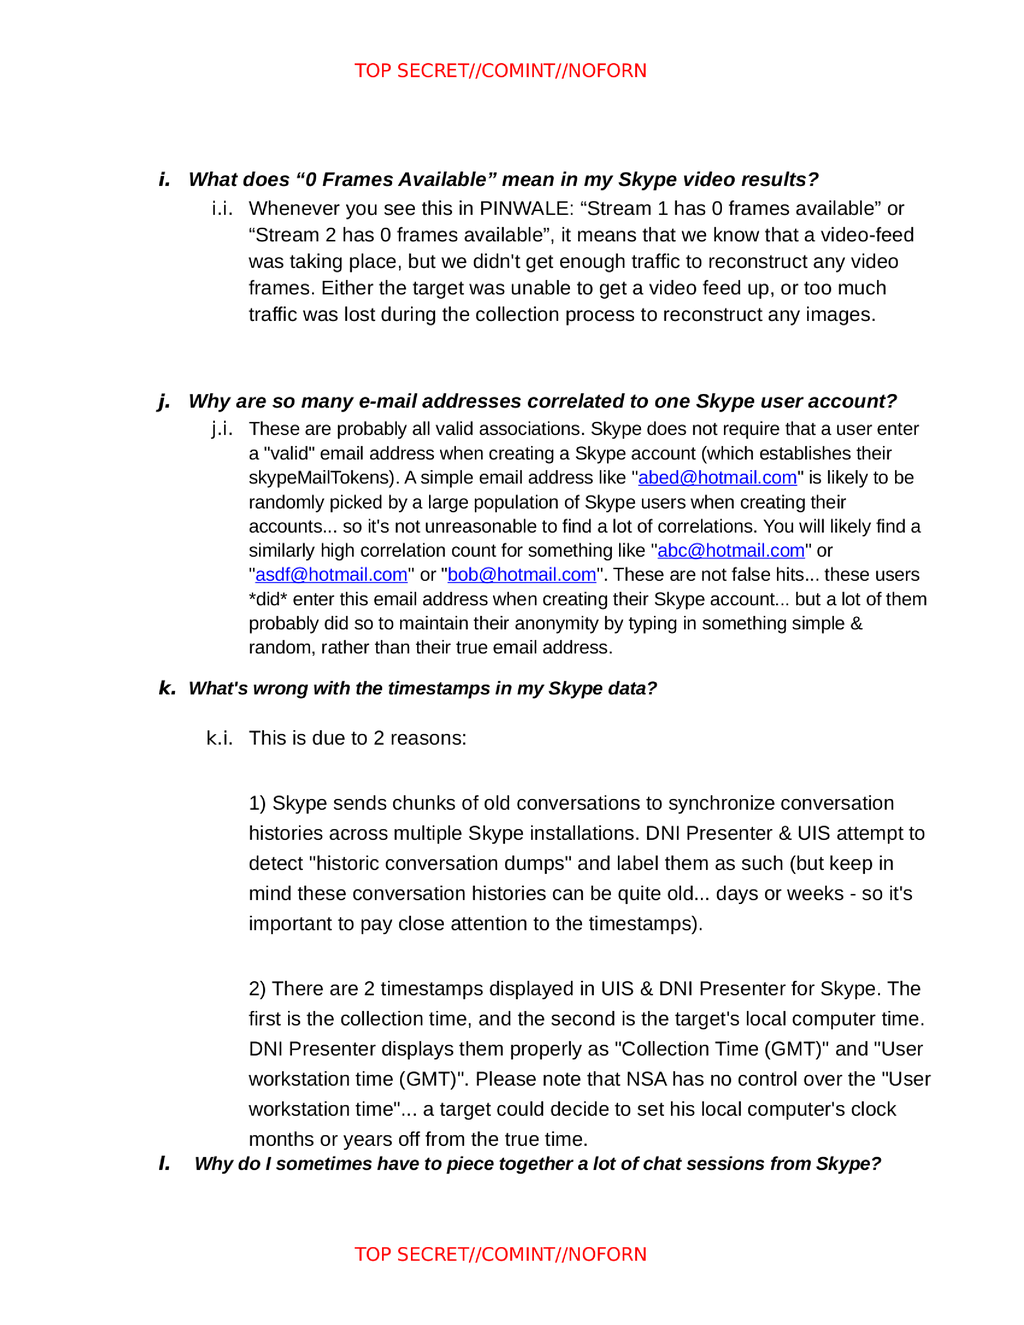 TOP SECRET//COMINT//NOFORN
i. What does “0 Frames Available” mean in my Skype video results?
i.i. Whenever you see this in PINWALE: “Stream 1 has 0 frames available” or
“Stream 2 has 0 frames available”, it means that we know that a video-feed
was taking place, but we didn't get enough traffic to reconstruct any video
frames. Either the target was unable to get a video feed up, or too much
traffic was lost during the collection process to reconstruct any images.
j. Why are so many e-mail addresses correlated to one Skype user account?
j.i. These are probably all valid associations. Skype does not require that a user enter
a "valid" email address when creating a Skype account (which establishes their
skypeMailTokens). A simple email address like "abed@hotmail.com" is likely to be
randomly picked by a large population of Skype users when creating their
accounts... so it's not unreasonable to find a lot of correlations. You will likely find a
similarly high correlation count for something like "abc@hotmail.com" or
"asdf@hotmail.com" or "bob@hotmail.com". These are not false hits... these users
*did* enter this email address when creating their Skype account... but a lot of them
probably did so to maintain their anonymity by typing in something simple &
random, rather than their true email address.
k. What's wrong with the timestamps in my Skype data?
k.i. This is due to 2 reasons:
1) Skype sends chunks of old conversations to synchronize conversation
histories across multiple Skype installations. DNI Presenter & UIS attempt to
detect "historic conversation dumps" and label them as such (but keep in
mind these conversation histories can be quite old... days or weeks - so it's
important to pay close attention to the timestamps).
2) There are 2 timestamps displayed in UIS & DNI Presenter for Skype. The
first is the collection time, and the second is the target's local computer time.
DNI Presenter displays them properly as "Collection Time (GMT)" and "User
workstation time (GMT)". Please note that NSA has no control over the "User
workstation time"... a target could decide to set his local computer's clock
months or years off from the true time.
l. Why do I sometimes have to piece together a lot of chat sessions from Skype?
TOP SECRET//COMINT//NOFORN